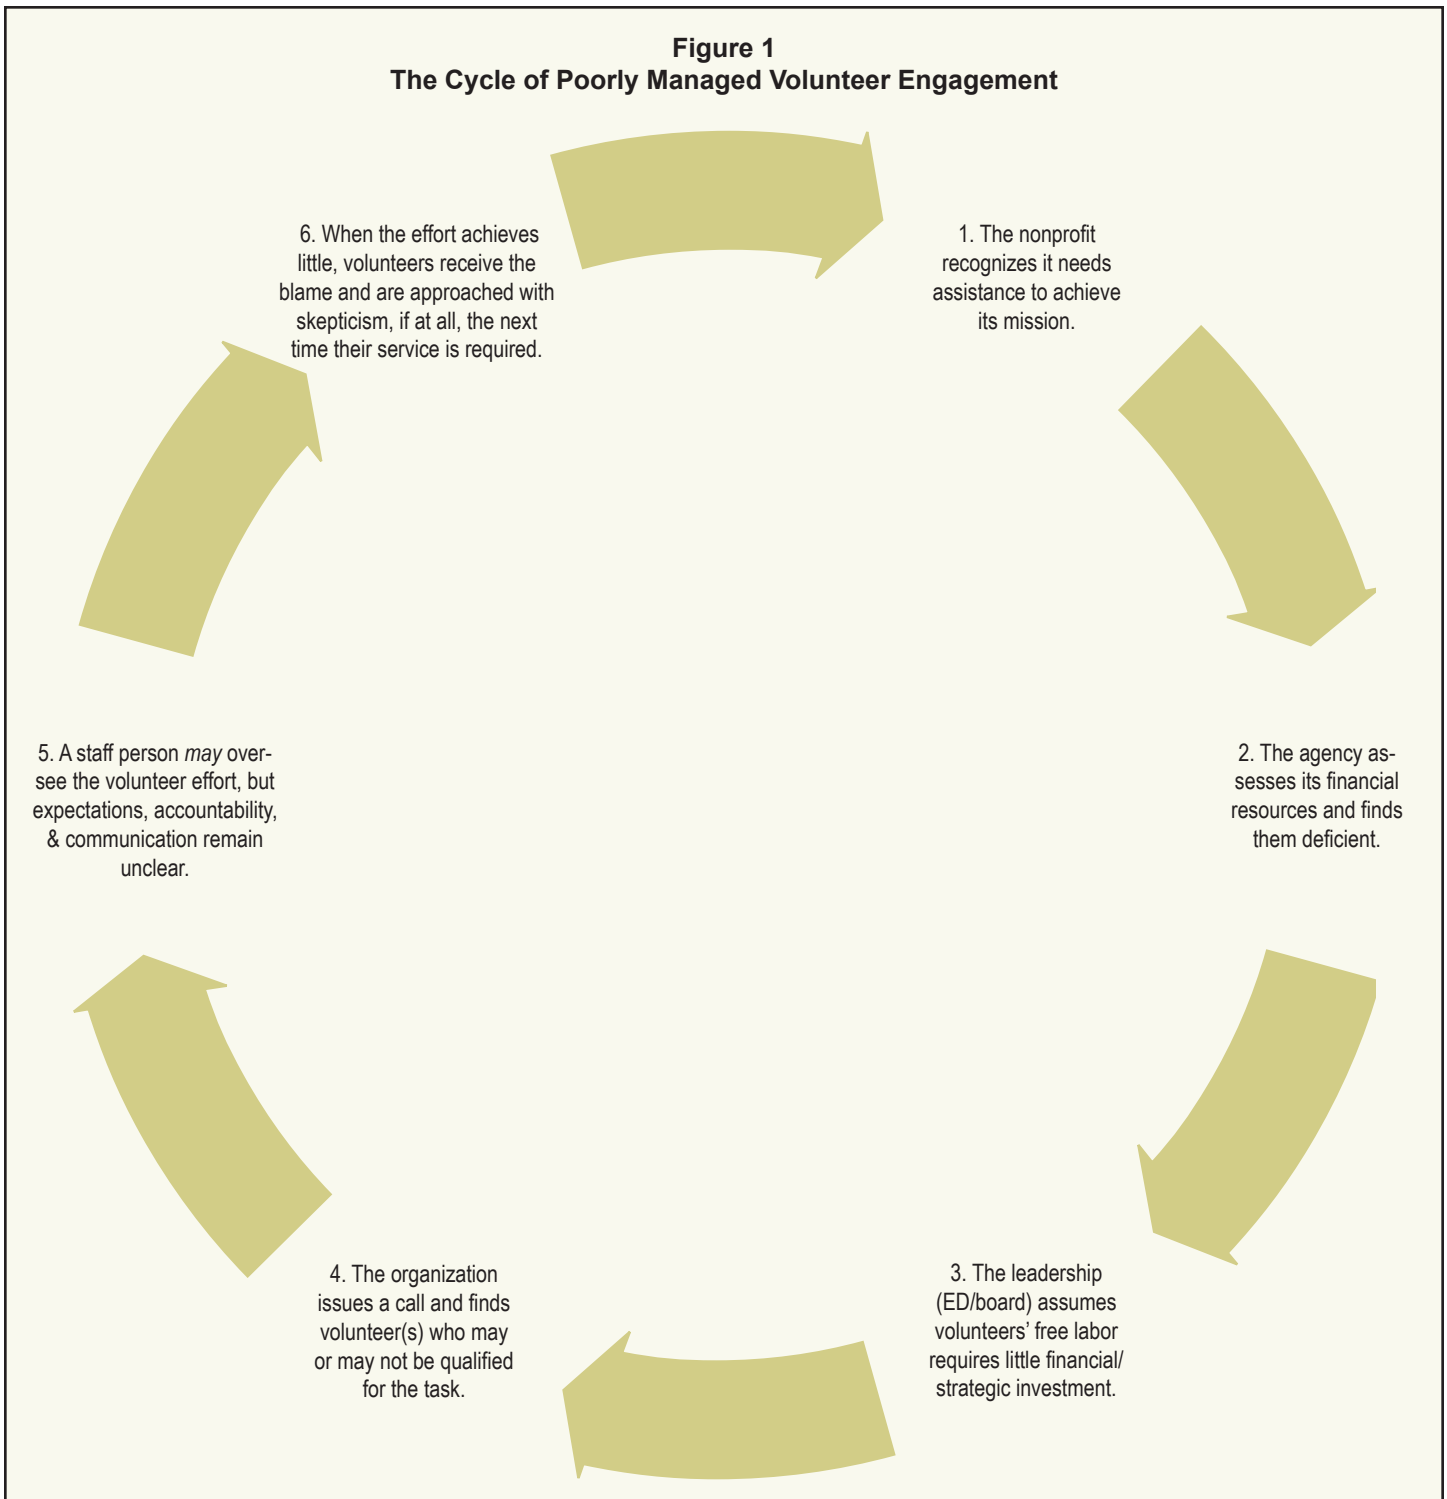 Figure 1
The Cycle of Poorly Managed Volunteer Engagement
1. The nonprofit
recognizes it needs
assistance to achieve
its mission.
2. The agency as-
sesses its financial
resources and finds
them deficient.
3. The leadership
(ED/board) assumes
volunteers’ free labor
requires little financial/
strategic investment.
4. The organization
issues a call and finds
volunteer(s) who may
or may not be qualified
for the task.
5. A staff person may over-
see the volunteer effort, but
expectations, accountability,
& communication remain
unclear.
6. When the effort achieves
little, volunteers receive the
blame and are approached with
skepticism, if at all, the next
time their service is required.